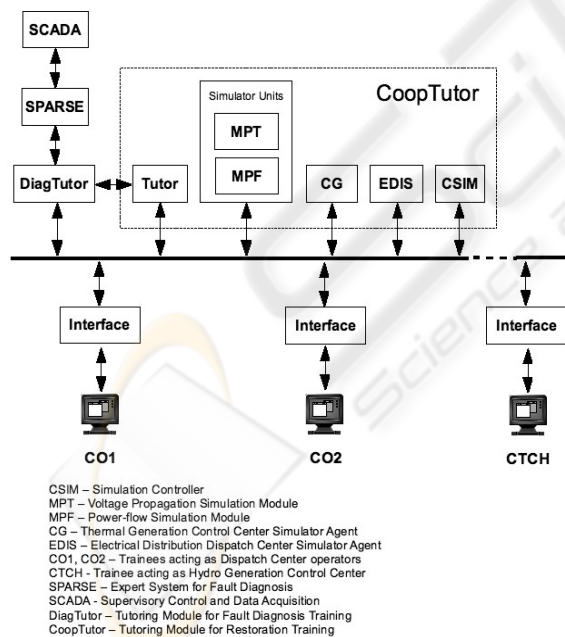 SCADA
SPARSE
Simulator Units
CoopTutor
MPT
MPF
DiagTutor
Tutor
CG
EDIS
CSIM
Interface
Interface
Interface
CO1
CO2
CTCH
CSIM – Simulation Controller
MPT – Voltage Propagation Simulation Module
MPF – Power-flow Simulation Module
CG – Thermal Generation Control Center Simulator Agent
EDIS – Electrical Distribution Dispatch Center Simulator Agent
CO1, CO2 – Trainees acting as Dispatch Center operators
CTCH - Trainee acting as Hydro Generation Control Center
SPARSE – Expert System for Fault Diagnosis
SCADA - Supervisory Control and Data Acquisition
DiagTutor – Tutoring Module for Fault Diagnosis Training
CoopTutor – Tutoring Module for Restoration Training
Science a